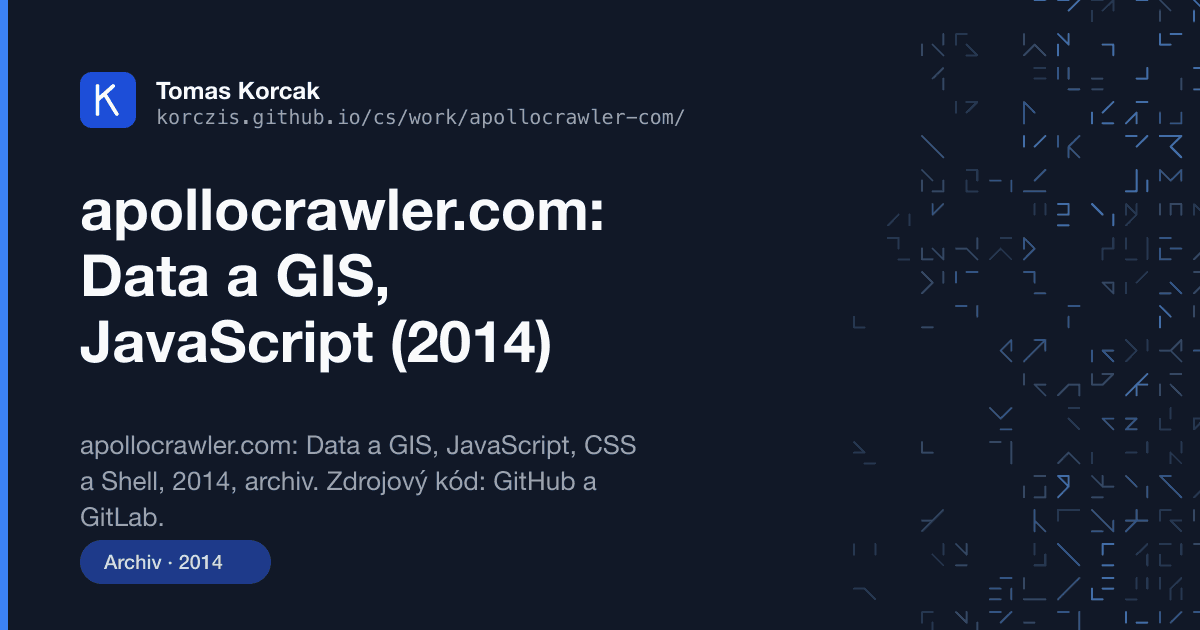 K
Tomas Korcak
korczis.github.io/cs/work/apollocrawler-com/
apollocrawler.com:
Data a GIS,
JavaScript (2014)
apollocrawler.com: Data a GIS, JavaScript, CSS
a Shell, 2014, archiv. Zdrojový kód: GitHub a
GitLab.
Archiv · 2014